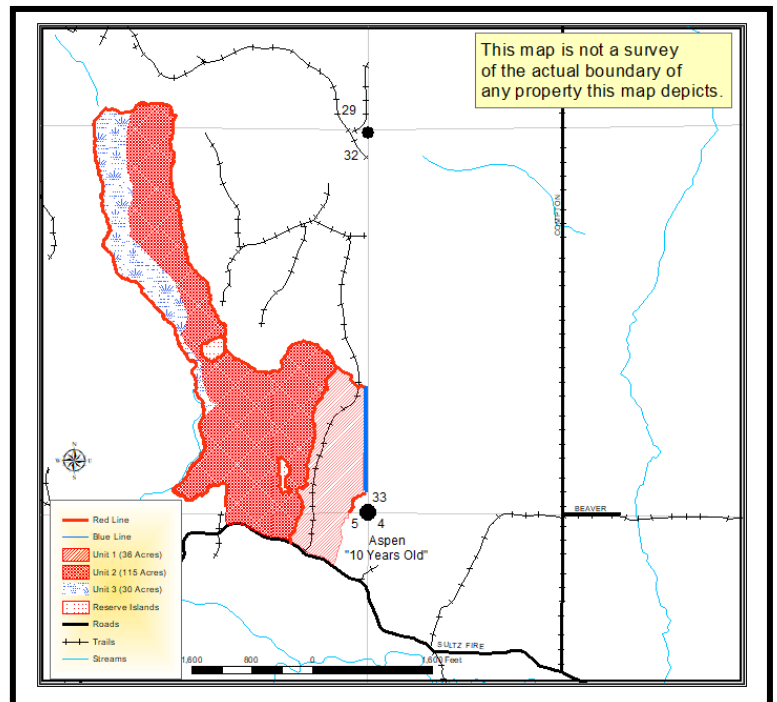 This map is not a survey
of the actual boundary of
any property this map depicts.
29
32
COMPTON
N
W E
S
33
5 4
BEAVER
Aspen
"10 Years Old"
Red Line
Blue Line
Unit 1 (36 Acres)
Unit 2 (115 Acres)
Unit 3 (30 Acres)
Reserve Islands
Roads
Trails
Streams
SULTZ FIRE
1,600 800 0 1,600 Feet